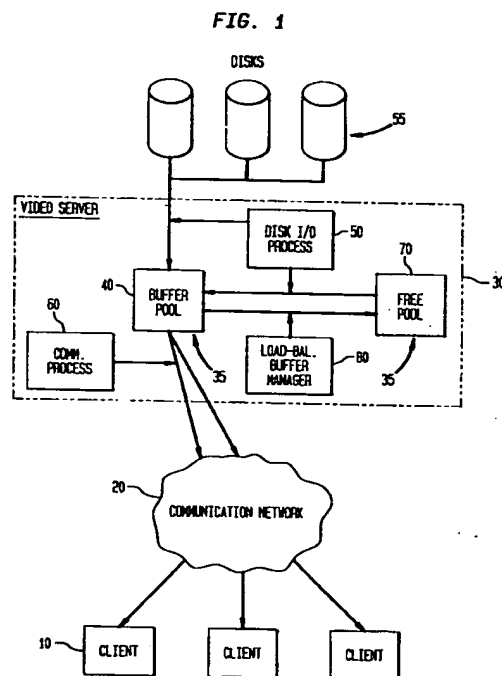 FIG. 1
DISKS
55
VIDEO SERVER
50
DISK I/O
PROCESS
70
40
BUFFER
POOL
FREE
POOL
30
60
COMM.
PROCESS
35
LOAD-BAL.
BUFFER
MANAGER
80
35
20
COMMUNICATION NETWORK
10
CLIENT
CLIENT
CLIENT